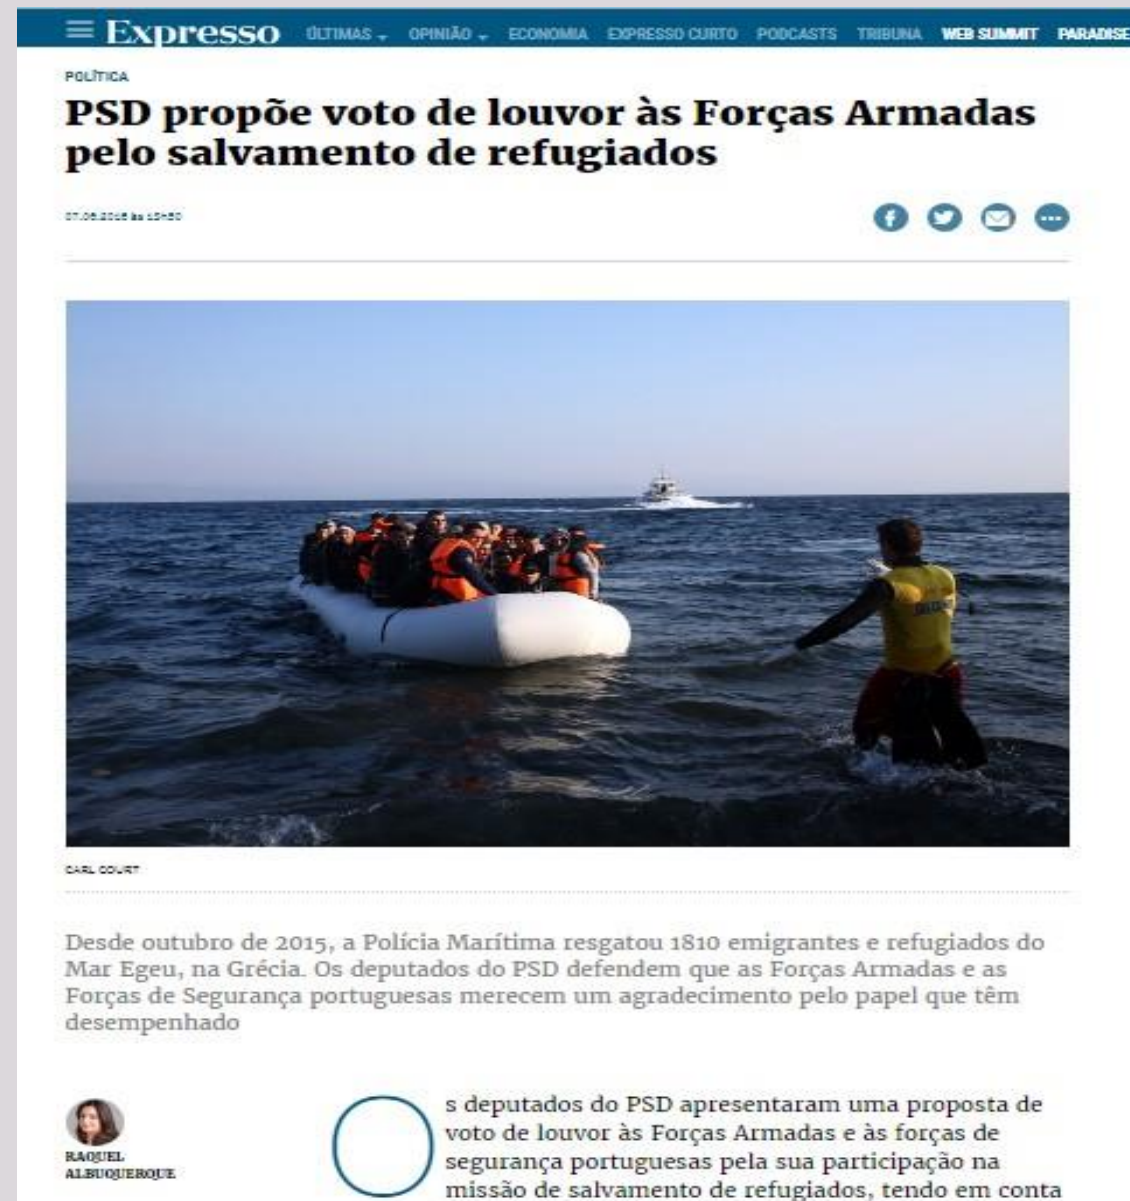 Expresso ÚLTIMAS OPINIÃO ECONOMIA EXPRESSO CURTO PODCASTS TRIBUNA WEB SUMMIT PARADISE
POLÍTICA
PSD propõe voto de louvor às Forças Armadas
pelo salvamento de refugiados
CARL COURT
Desde outubro de 2015, a Polícia Marítima resgatou 1810 emigrantes e refugiados do
Mar Egeu, na Grécia. Os deputados do PSD defendem que as Forças Armadas e as
Forças de Segurança portuguesas merecem um agradecimento pelo papel que têm
desempenhado
RAQUEL
ALBUQUERQUE
Os deputados do PSD apresentaram uma proposta de
voto de louvor às Forças Armadas e às forças de
segurança portuguesas pela sua participação na
missão de salvamento de refugiados, tendo em conta